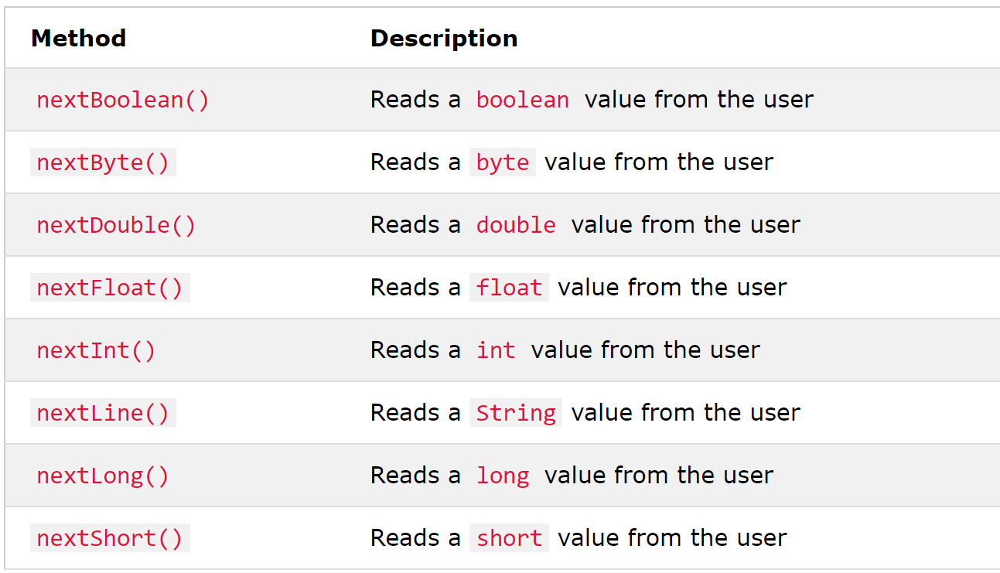 Method Description
nextBoolean() Reads a boolean value from the user
nextByte() Reads a byte value from the user
nextDouble() Reads a double value from the user
nextFloat() Reads a float value from the user
nextInt() Reads a int value from the user
nextLine() Reads a String value from the user
nextLong() Reads a long value from the user
nextShort() Reads a short value from the user